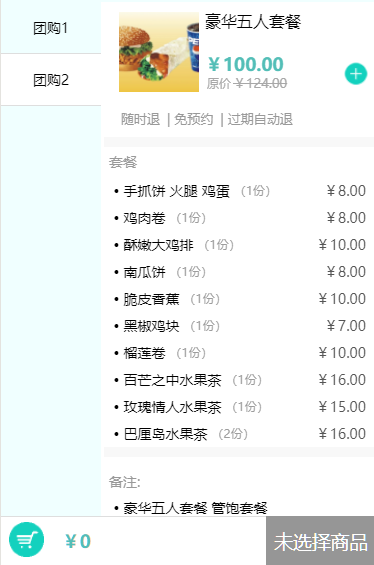 团购1
团购2
豪华五人套餐
￥100.00
原价 ￥124.00
随时退 | 免预约 | 过期自动退
套餐
• 手抓饼 火腿 鸡蛋 (1份) ￥8.00
• 鸡肉卷 (1份) ￥8.00
• 酥嫩大鸡排 (1份) ￥10.00
• 南瓜饼 (1份) ￥8.00
• 脆皮香蕉 (1份) ￥10.00
• 黑椒鸡块 (1份) ￥7.00
• 榴莲卷 (1份) ￥10.00
• 百芒之中水果茶 (1份) ￥16.00
• 玫瑰情人水果茶 (1份) ￥15.00
• 巴厘岛水果茶 (2份) ￥16.00
备注:
• 豪华五人套餐 管饱套餐
￥0
未选择商品